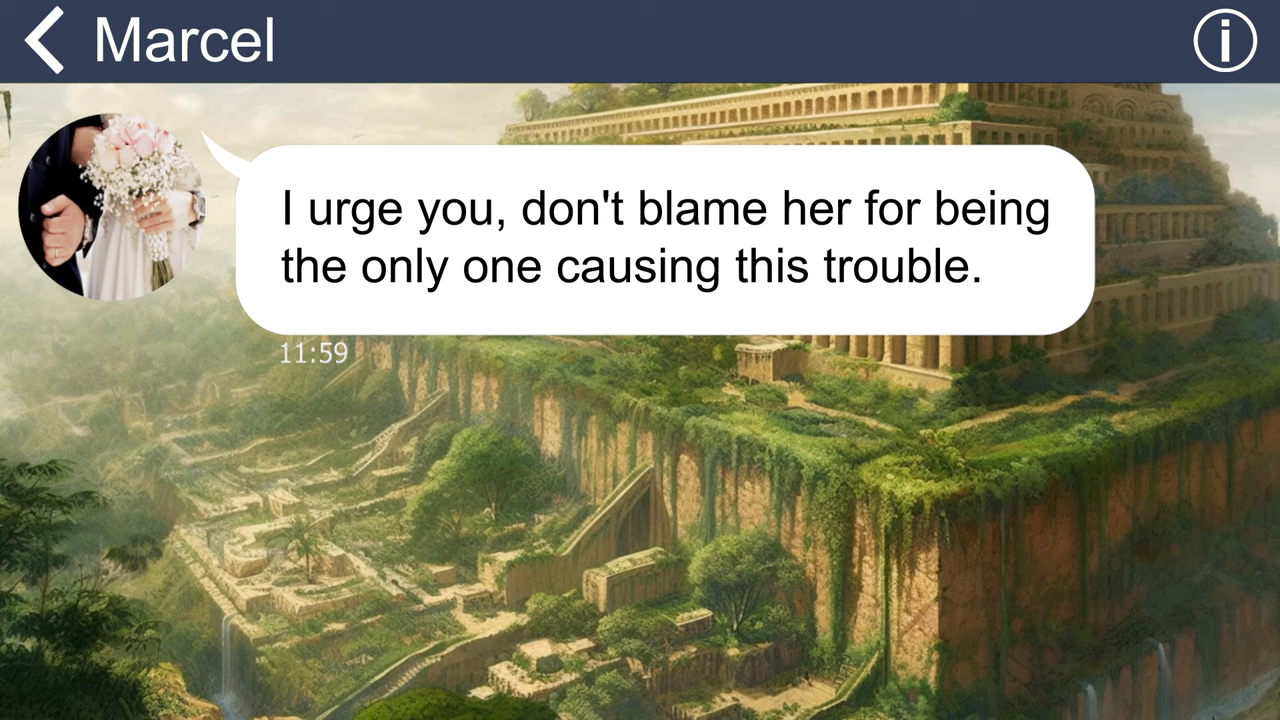 Marcel
I urge you, don't blame her for being
the only one causing this trouble.
11:59